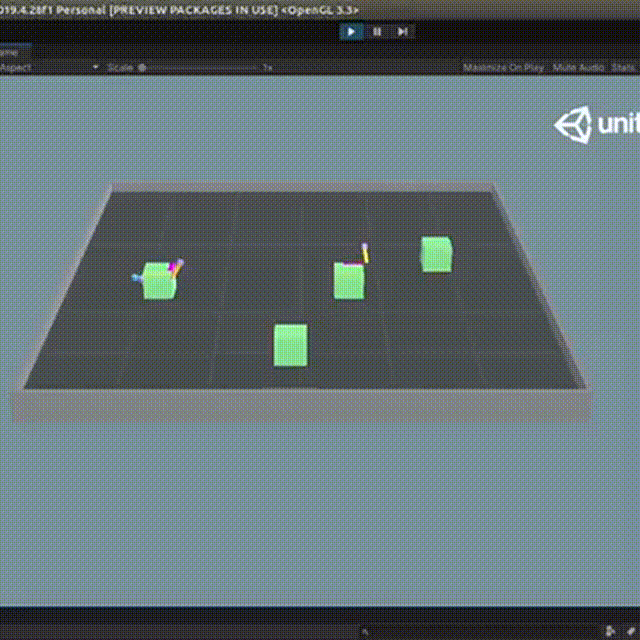 019.4.28f1 Personal [PREVIEW PACKAGES IN USE] <OpenGL 3.3>
ame
Aspect Scale 1x Maximize On Play Mute Audio Stats
unit